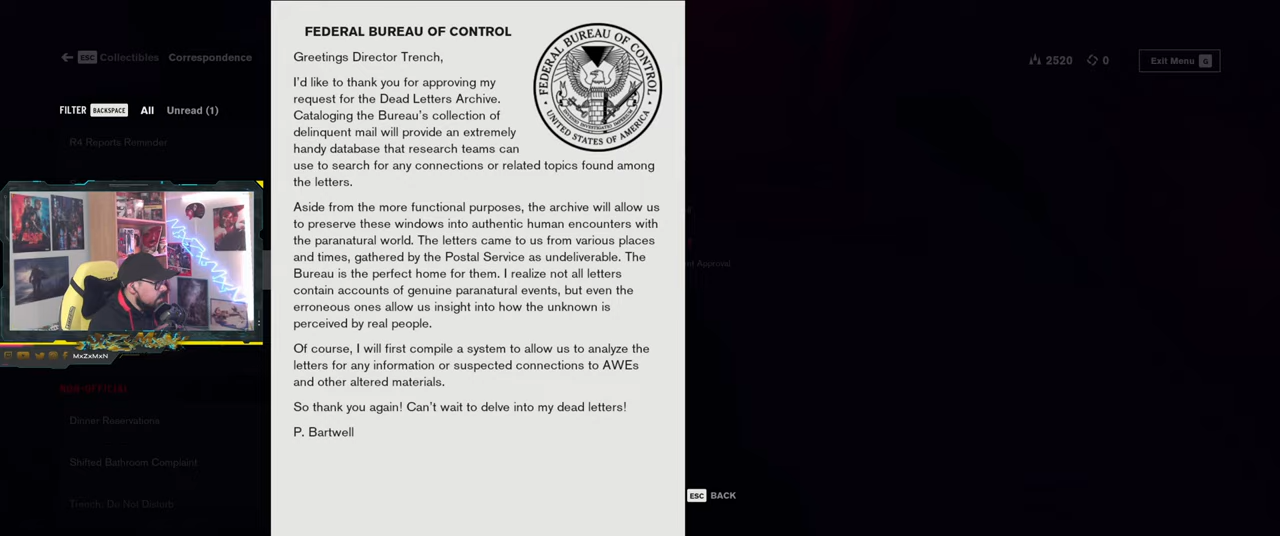 FEDERAL BUREAU OF CONTROL
Greetings Director Trench,
I'd like to thank you for approving my
request for the Dead Letters Archive.
Cataloging the Bureau's collection of
delinquent mail will provide an extremely
handy database that research teams can
use to search for any connections or related topics found among
the letters.
Aside from the more functional purposes, the archive will allow us
to preserve these windows into authentic human encounters with
the paranatural world. The letters came to us from various places
and times, gathered by the Postal Service as undeliverable. The
Bureau is the perfect home for them. I realize not all letters
contain accounts of genuine paranatural events, but even the
erroneous ones allow us insight into how the unknown is
perceived by real people.
Of course, I will first compile a system to allow us to analyze the
letters for any information or suspected connections to AWEs
and other altered materials.
So thank you again! Can't wait to delve into my dead letters!
P. Bartwell
FEDERAL BUREAU OF CONTROL
UNITED STATES OF AMERICA
ESC Collectibles Correspondence
2520 0
Exit Menu G
FILTER BACKSPACE All Unread (1)
R4 Reports Reminder
MxZxMxN
NON-OFFICIAL
Dinner Reservations
Shifted Bathroom Complaint
Trench: Do Not Disturb
Approval
ESC BACK